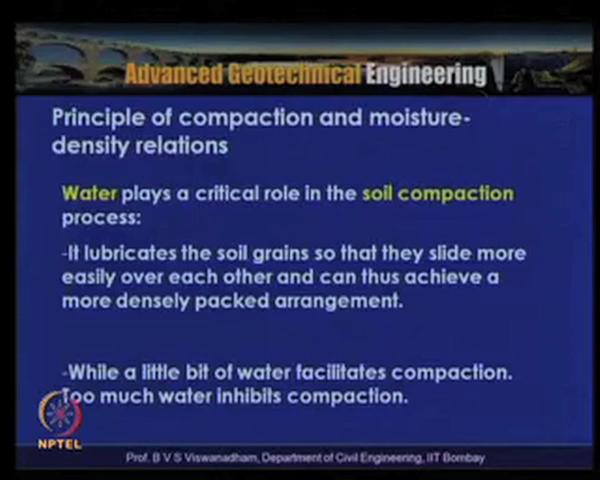 Advanced Geotechnical Engineering
Principle of compaction and moisture-
density relations
Water plays a critical role in the soil compaction
process:
-It lubricates the soil grains so that they slide more
easily over each other and can thus achieve a
more densely packed arrangement.
-While a little bit of water facilitates compaction.
Too much water inhibits compaction.
NPTEL
Prof. B V S Viswanadham, Department of Civil Engineering, IIT Bombay